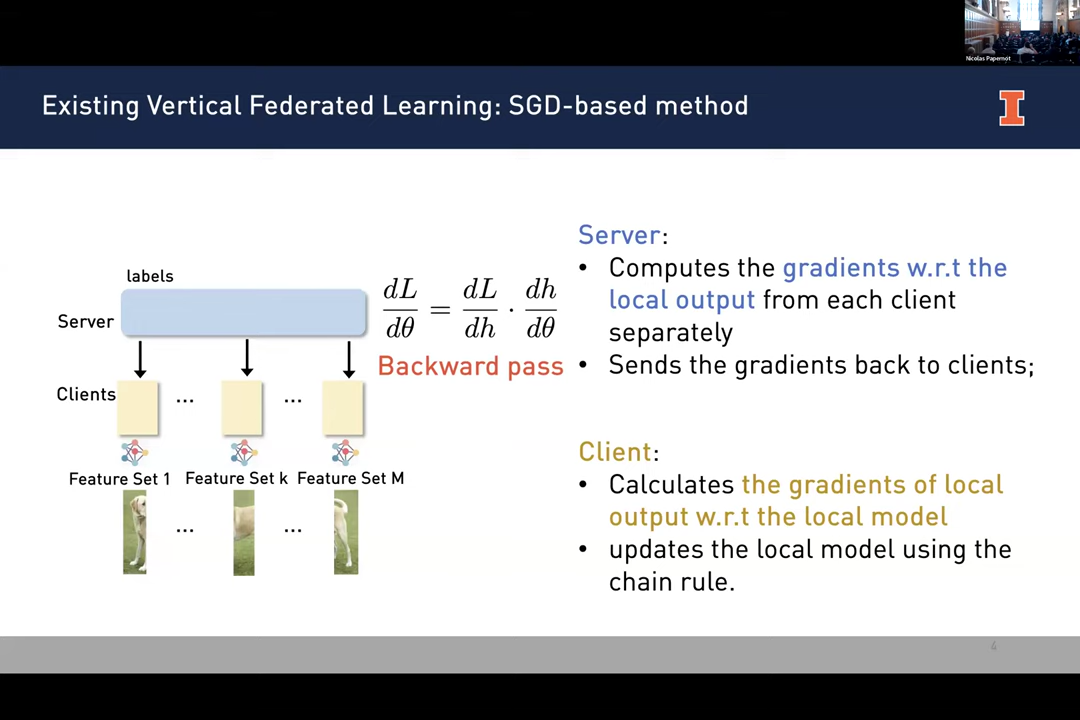 Nicolas Papernot
Existing Vertical Federated Learning: SGD-based method
I
labels
Server
Clients
...
...
Feature Set 1
Feature Set k
Feature Set M
...
...
dL/dθ = dL/dh · dh/dθ
Backward pass
Server:
• Computes the gradients w.r.t the
local output from each client
separately
• Sends the gradients back to clients;
Client:
• Calculates the gradients of local
output w.r.t the local model
• updates the local model using the
chain rule.
4